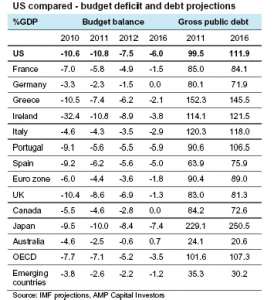 US compared - budget deficit and debt projections
%GDP Budget balance Gross public debt
2010 2011 2012 2016 2011 2016
US -10.6 -10.8 -7.5 -6.0 99.5 111.9
France -7.0 -5.8 -4.9 -1.5 85.0 84.1
Germany -3.3 -2.3 -1.5 0.0 80.1 71.9
Greece -10.5 -7.4 -6.2 -2.1 152.3 145.5
Ireland -32.4 -10.8 -8.9 -3.8 114.1 121.5
Italy -4.6 -4.3 -3.5 -2.9 120.3 118.0
Portugal -9.1 -5.6 -5.5 -5.9 90.6 106.5
Spain -9.2 -6.2 -5.6 -5.0 63.9 75.9
Euro zone -6.0 -4.4 -3.6 -1.8 90.4 89.0
UK -10.4 -8.6 -6.9 -1.3 83.0 81.3
Canada -5.5 -4.6 -2.8 0.0 84.2 72.6
Japan -9.5 -10.0 -8.4 -7.4 229.1 250.5
Australia -4.6 -2.5 -0.6 0.7 24.1 20.6
OECD -7.7 -7.1 -5.2 -3.5 101.6 107.3
Emerging countries -3.8 -2.6 -2.2 -1.2 35.3 30.2
Source: IMF projections, AMP Capital Investors